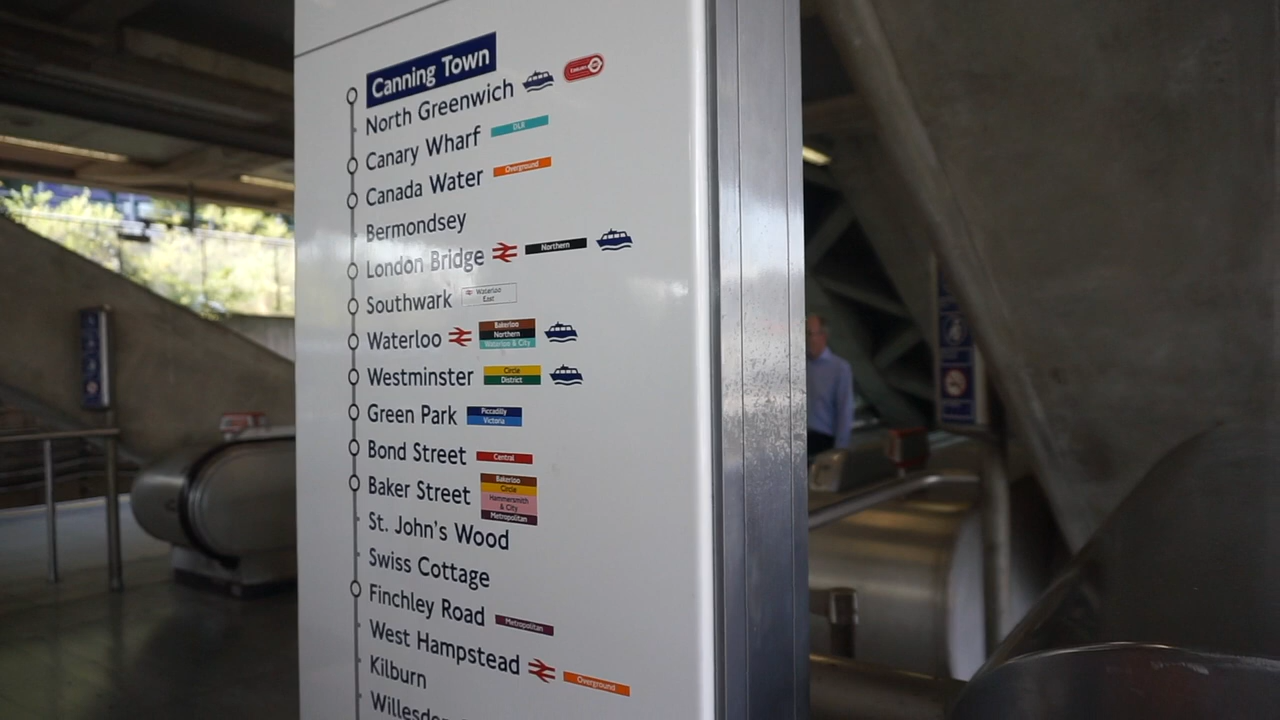 Canning Town
North Greenwich
Canary Wharf DLR
Canada Water Overground
Bermondsey
London Bridge Northern
Southwark Waterloo East
Waterloo Bakerloo Northern Waterloo & City
Westminster Circle District
Green Park Piccadilly Victoria
Bond Street Central
Baker Street Bakerloo Circle Hammersmith & City Metropolitan
St. John's Wood
Swiss Cottage
Finchley Road Metropolitan
West Hampstead Overground
Kilburn